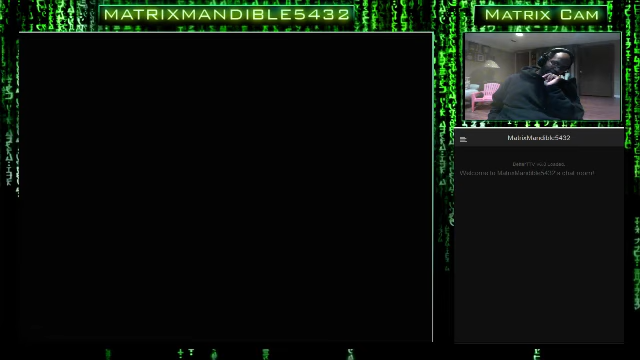 MATRIXMANDIBLE5432
MATRIX CAM
MatrixMandible5432
Welcome to MatrixMandible5432's chat room!